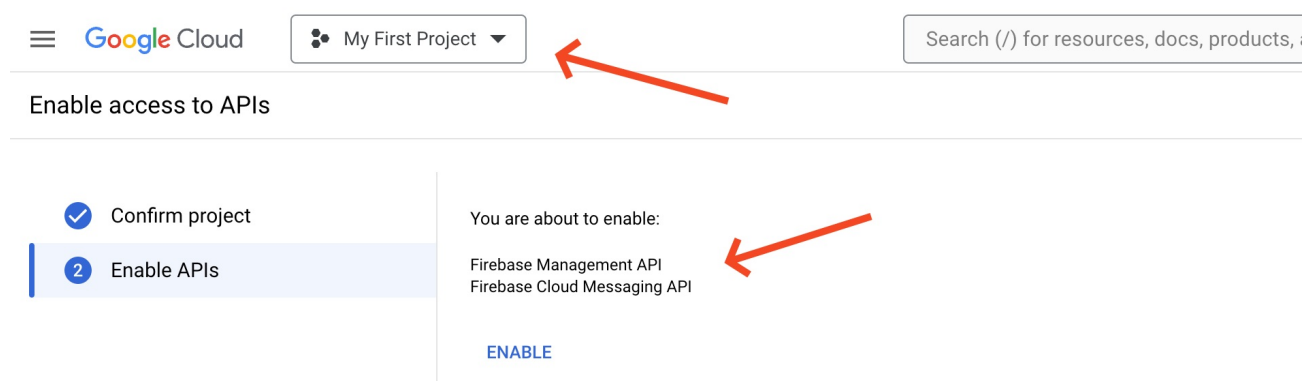 Google Cloud
My First Project
Search (/) for resources, docs, products,
Enable access to APIs
Confirm project
2 Enable APIs
You are about to enable:
Firebase Management API
Firebase Cloud Messaging API
ENABLE